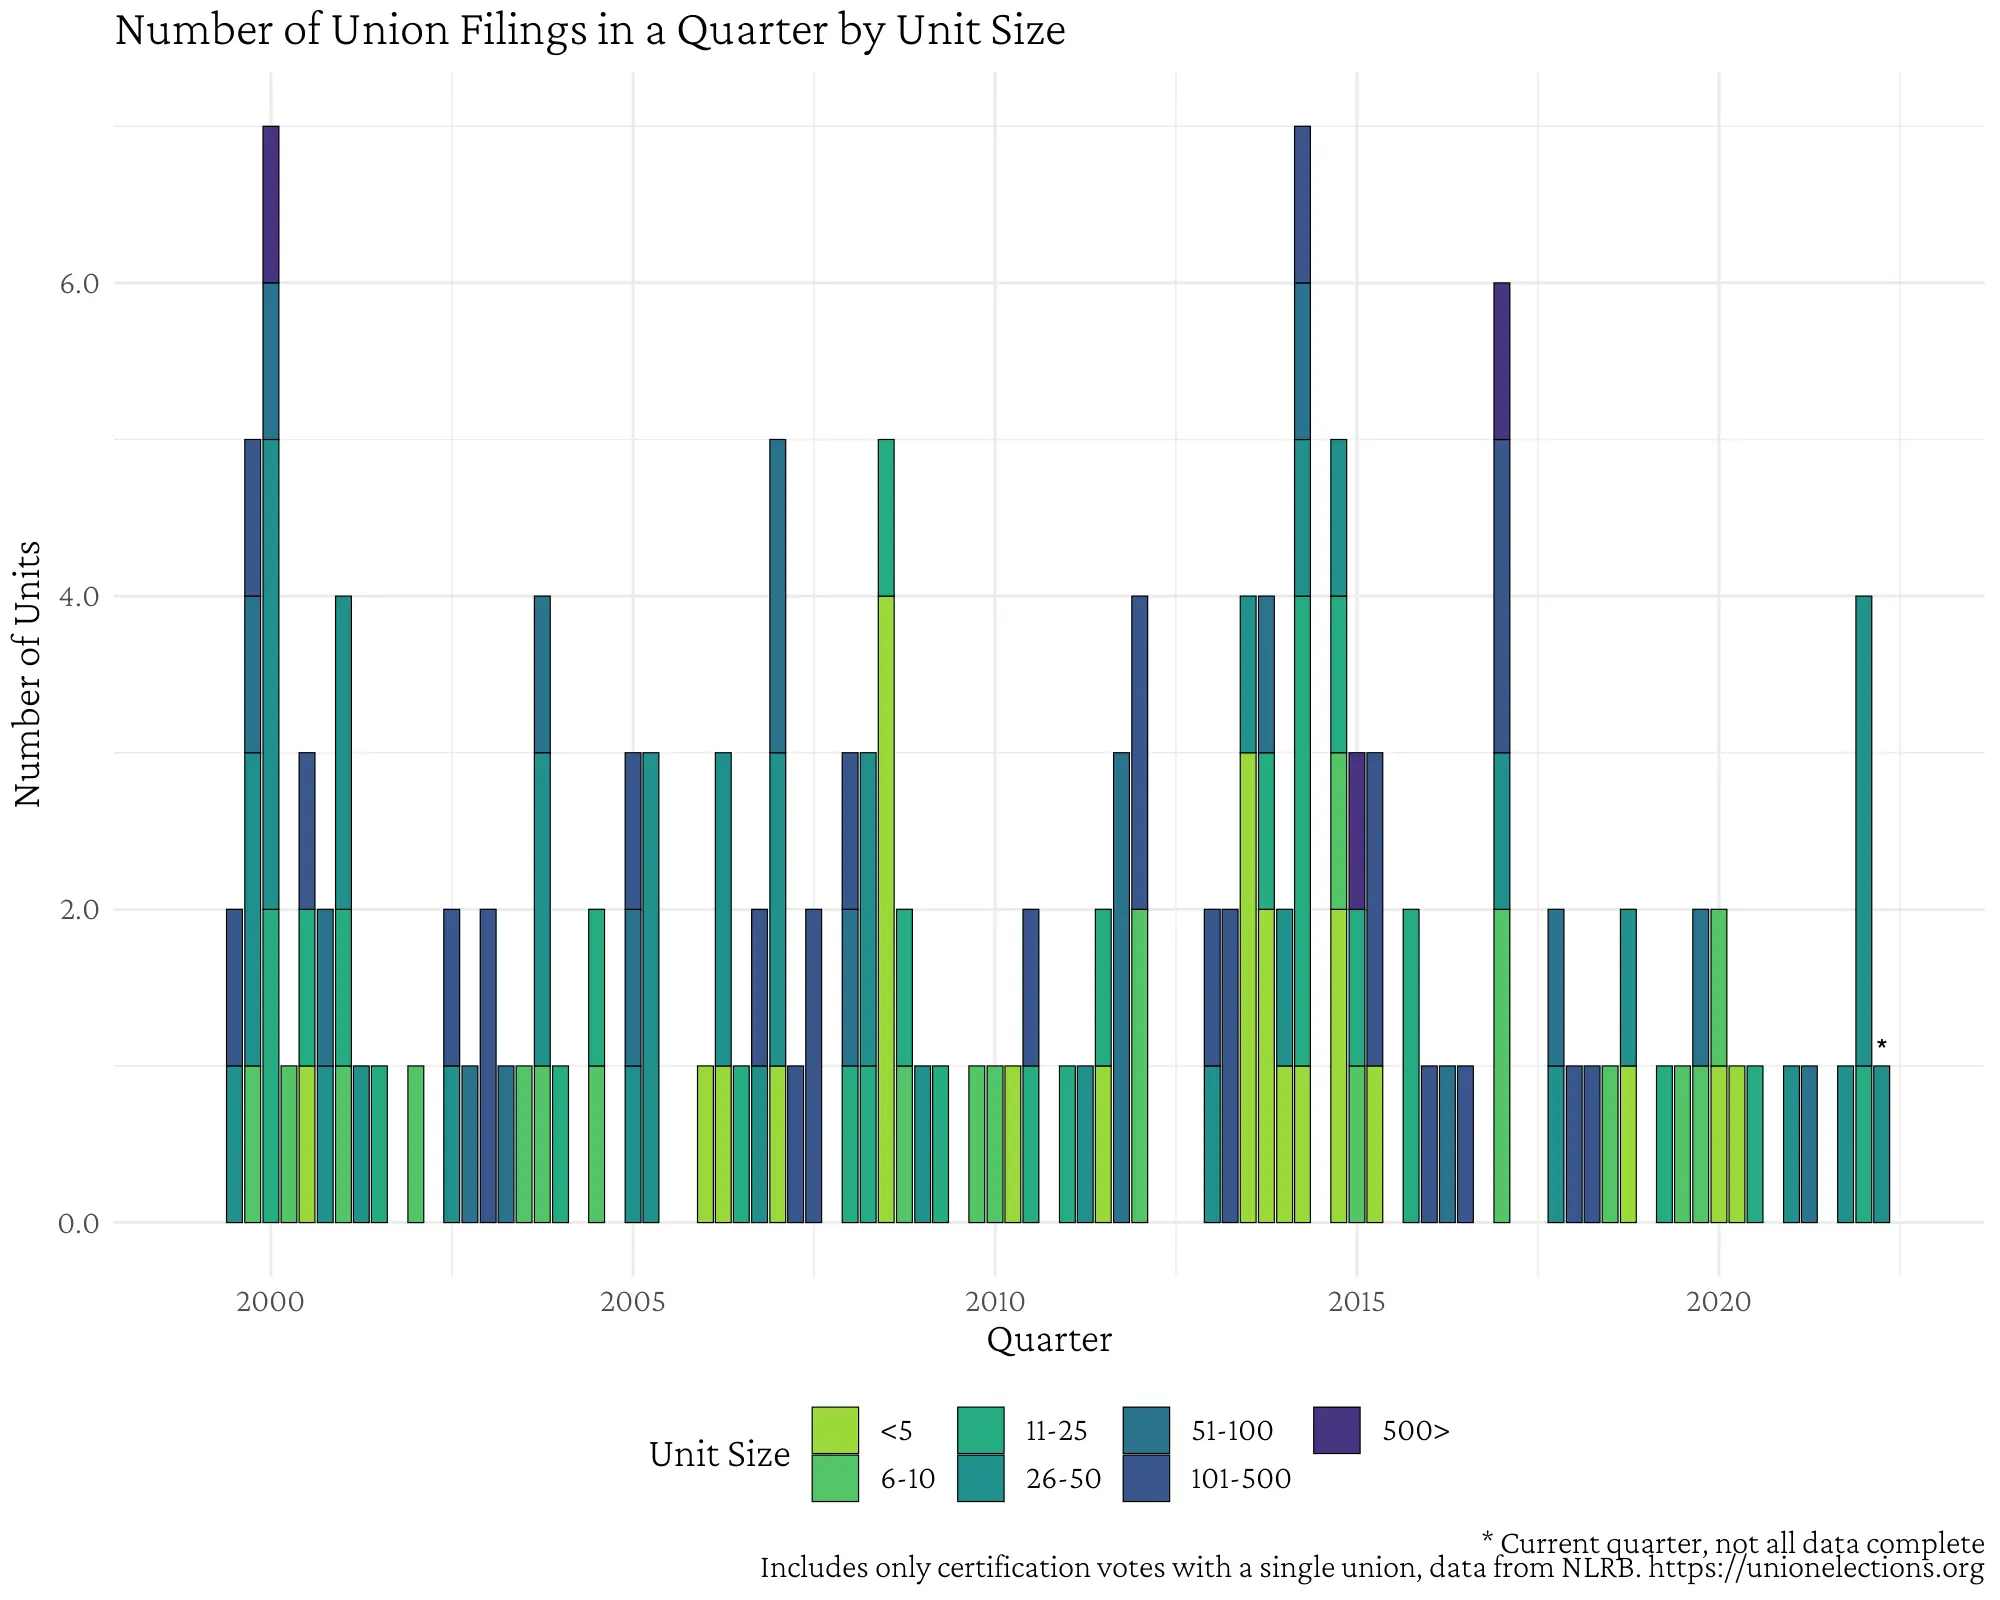 Number of Union Filings in a Quarter by Unit Size
Number of Units
6.0
4.0
2.0
0.0
*
2000 2005 2010 2015 2020
Quarter
Unit Size
<5 11-25 51-100 500>
6-10 26-50 101-500
* Current quarter, not all data complete
Includes only certification votes with a single union, data from NLRB. https://unionelections.org